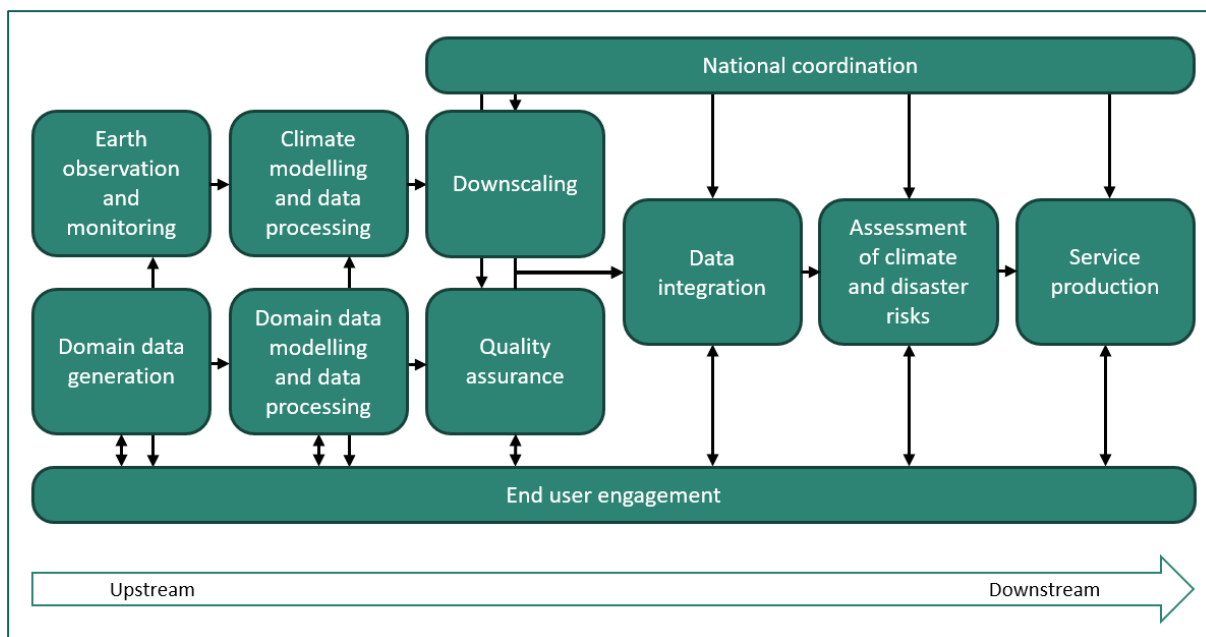 National coordination
Earth
observation
and
monitoring
Climate
modelling
and data
processing
Downscaling
Data
integration
Assessment
of climate
and disaster
risks
Service
production
Domain data
generation
Domain data
modelling
and data
processing
Quality
assurance
End user engagement
Upstream
Downstream